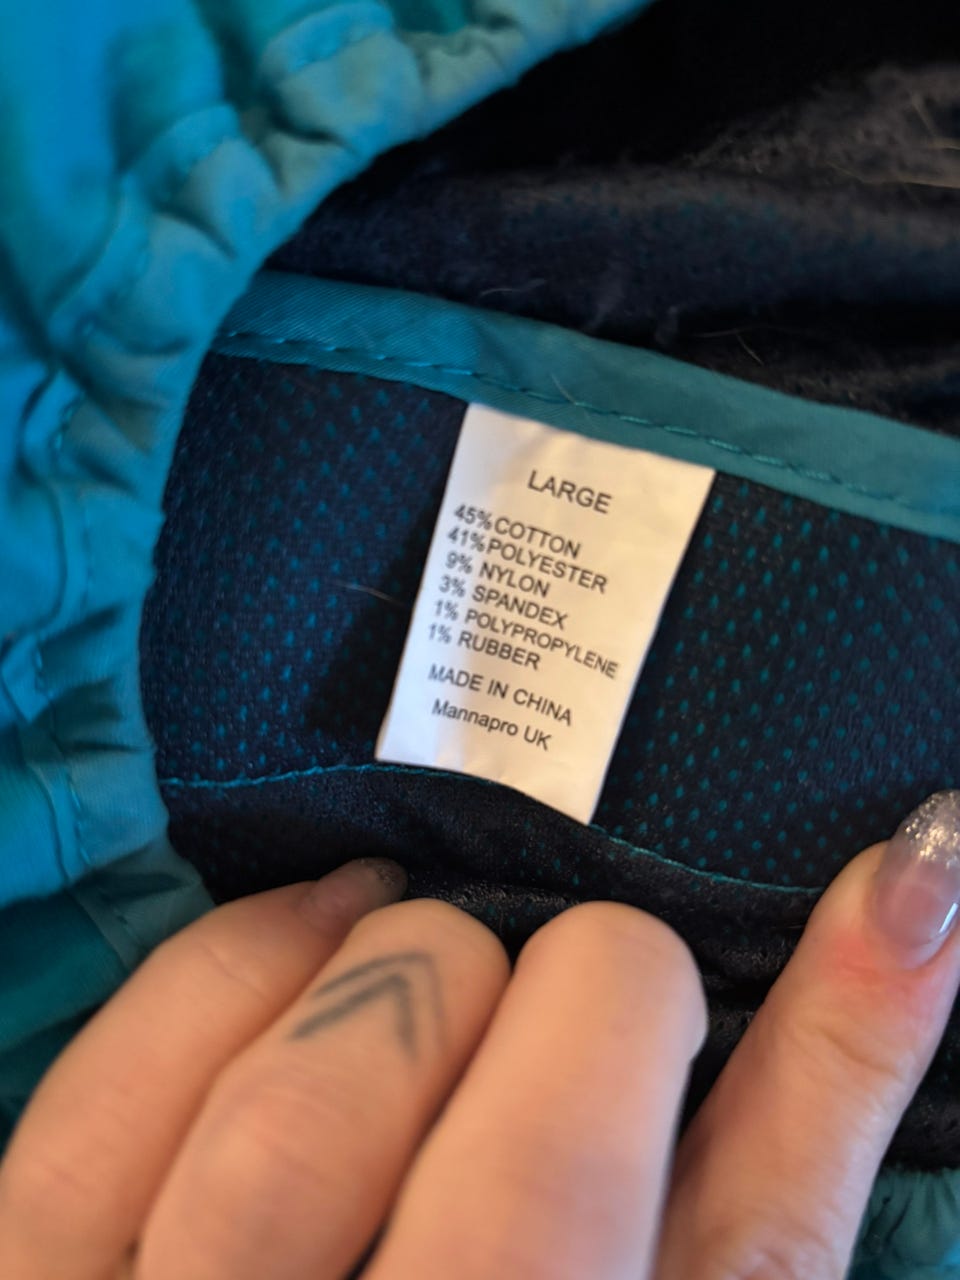 LARGE
45% COTTON
41% POLYESTER
9% NYLON
3% SPANDEX
1% POLYPROPYLENE
1% RUBBER
MADE IN CHINA
Mannapro UK